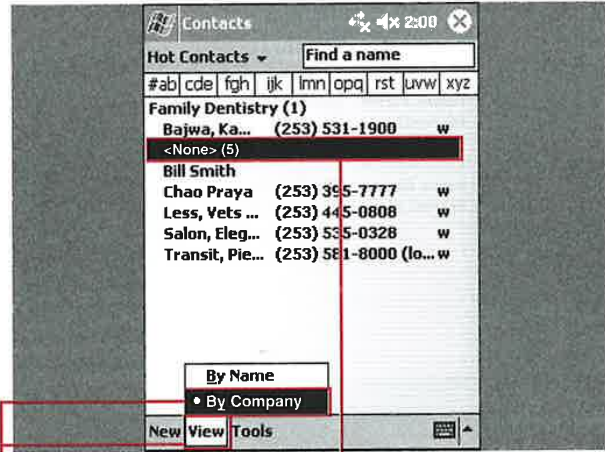 Contacts 2:00
Hot Contacts Find a name
#ab cde fgh ijk lmn opq rst uvw xyz
Family Dentistry (1)
Bajwa, Ka... (253) 531-1900 w
<None> (5)
Bill Smith
Chao Praya (253) 395-7777 w
Less, Vets ... (253) 445-0808 w
Salon, Eleg... (253) 535-0328 w
Transit, Pie... (253) 581-8000 (lo... w
By Name
• By Company
New View Tools